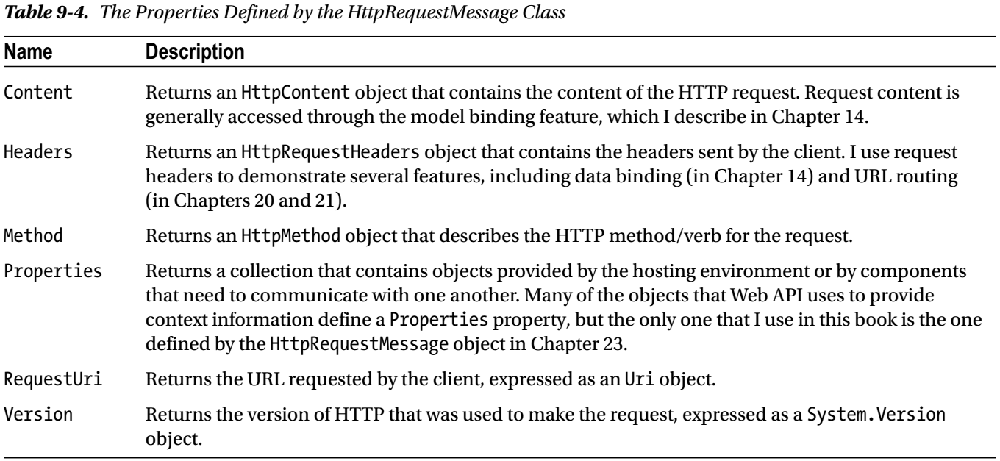 Table 9-4. The Properties Defined by the HttpRequestMessage Class
Name Description
Content Returns an HttpContent object that contains the content of the HTTP request. Request content is
generally accessed through the model binding feature, which I describe in Chapter 14.
Headers Returns an HttpRequestHeaders object that contains the headers sent by the client. I use request
headers to demonstrate several features, including data binding (in Chapter 14) and URL routing
(in Chapters 20 and 21).
Method Returns an HttpMethod object that describes the HTTP method/verb for the request.
Properties Returns a collection that contains objects provided by the hosting environment or by components
that need to communicate with one another. Many of the objects that Web API uses to provide
context information define a Properties property, but the only one that I use in this book is the one
defined by the HttpRequestMessage object in Chapter 23.
RequestUri Returns the URL requested by the client, expressed as an Uri object.
Version Returns the version of HTTP that was used to make the request, expressed as a System.Version
object.